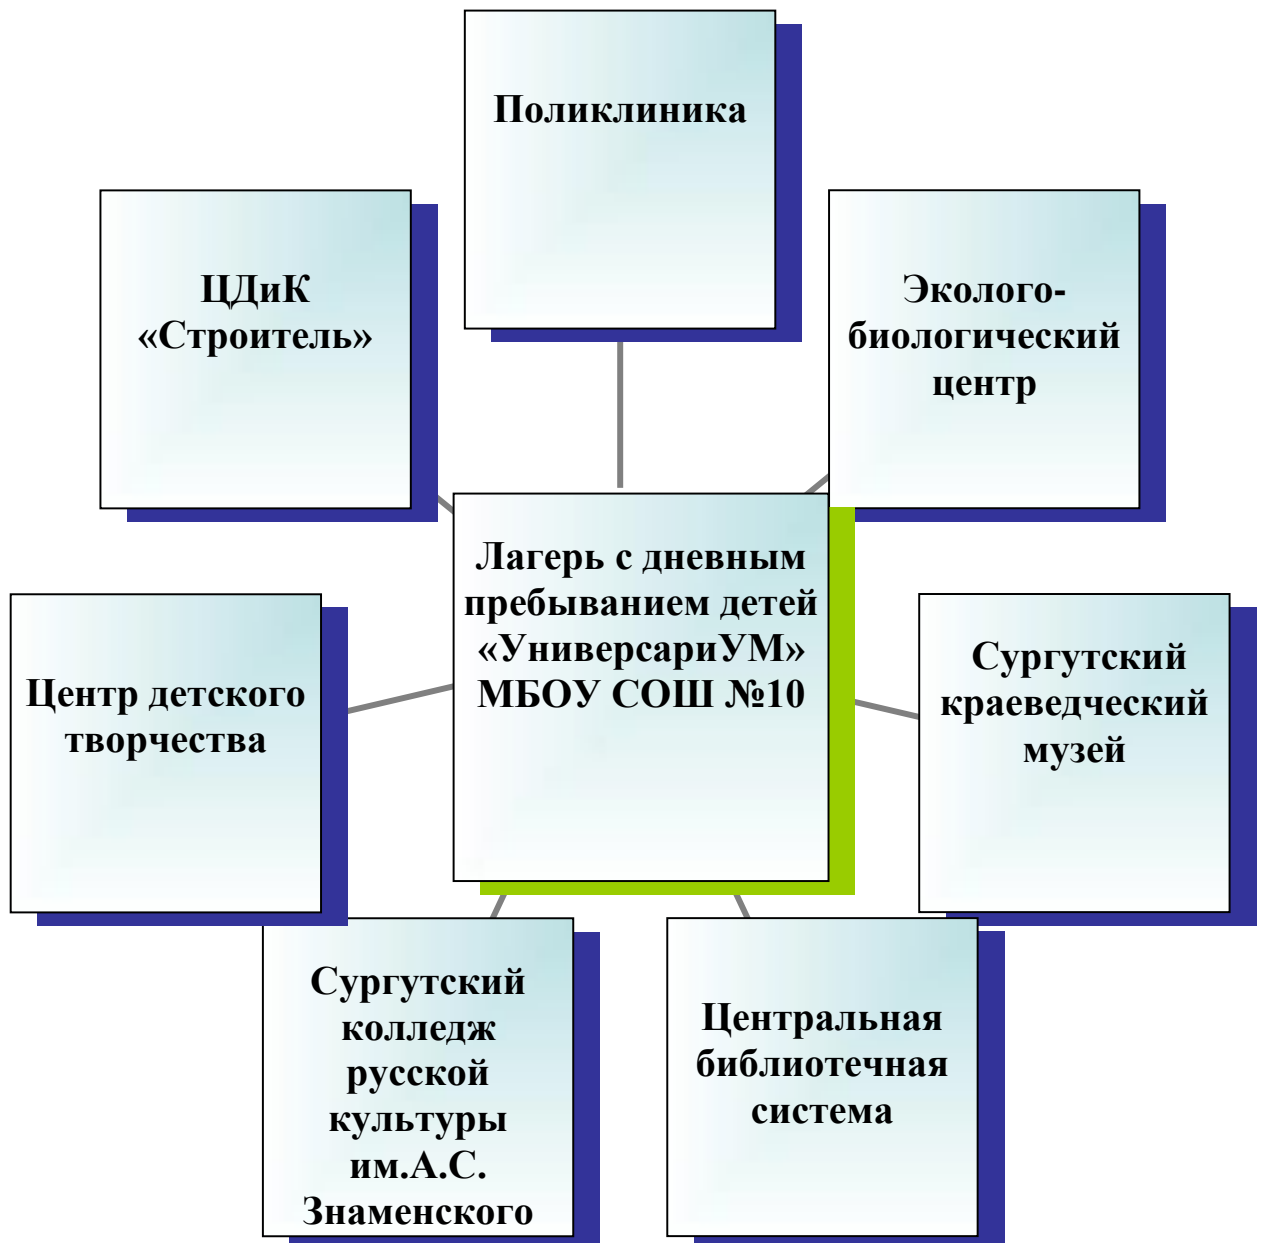 Поликлиника
ЦДиК
«Строитель»
Эколого-
биологический
центр
Лагерь с дневным
пребыванием детей
«УниверсариУМ»
МБОУ СОШ №10
Центр детского
творчества
Сургутский
краеведческий
музей
Сургутский
колледж
русской
культуры
им.А.С.
Знаменского
Центральная
библиотечная
система